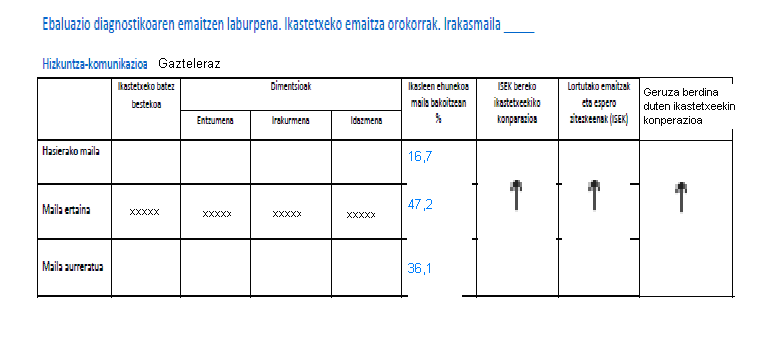 Ebaluazio diagnostikoaren emaitzen laburpena. Ikastetxeko emaitza orokorrak. Irakasmaila _____
Hizkuntza-komunikazioa Gazteleraz
Ikastetxeko batez
bestekoa
Dimentsioak
Entzumena
Irakurmena
Idazmena
Ikasleen ehunekoa
maila bakoitzean
%
ISEK bereko
ikastetxeekiko
konparazioa
Lortutako emaitzak
eta espero
zitezkeenak (ISEK)
Geruza berdina
duten ikastetxeekin
konperazioa
Hasierako maila
16,7
Maila ertaina
xxxxx
xxxxx
xxxxx
xxxxx
47,2
Maila aurreratua
36,1